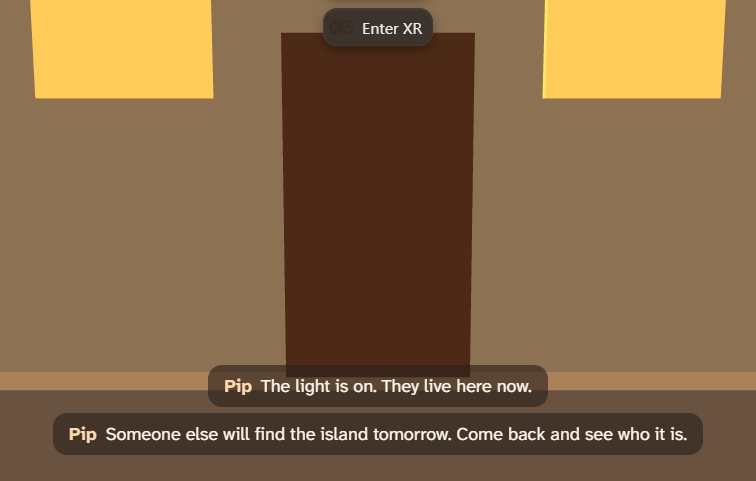 Enter XR
Pip The light is on. They live here now.
Pip Someone else will find the island tomorrow. Come back and see who it is.